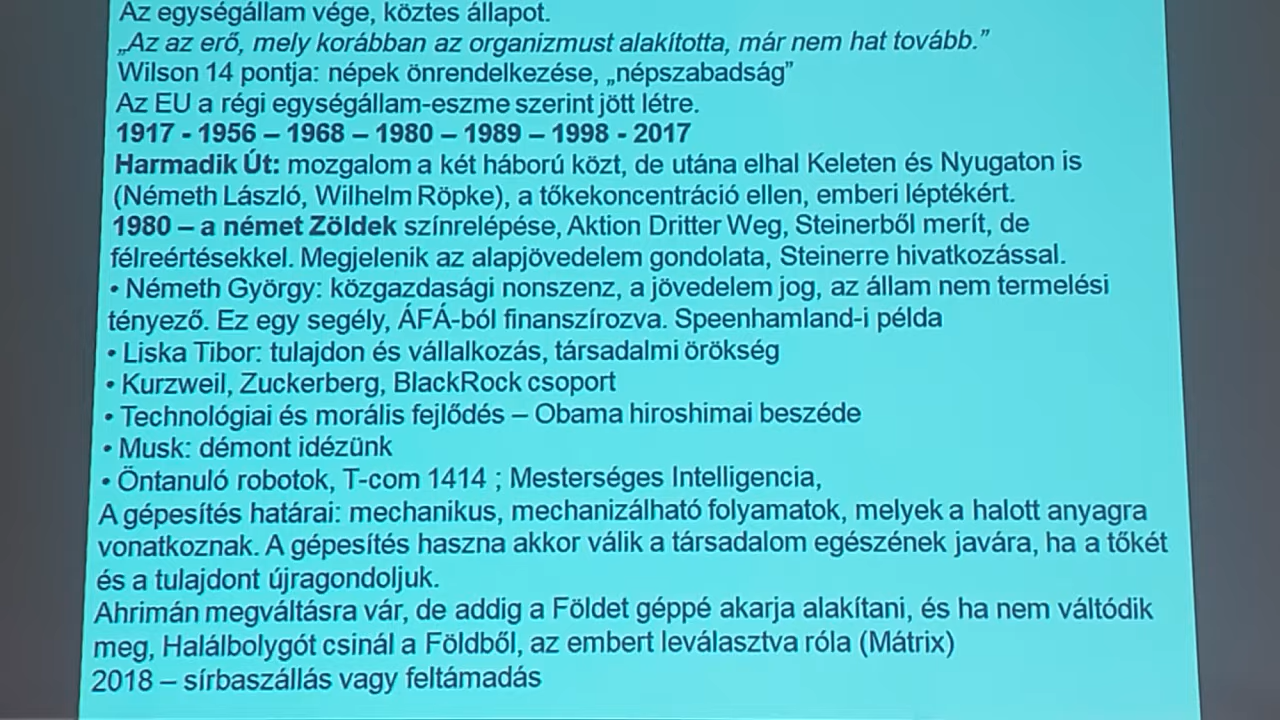 Az egységállam vége, köztes állapot.
„Az az erő, mely korábban az organizmust alakította, már nem hat tovább.”
Wilson 14 pontja: népek önrendelkezése, „népszabadság”
Az EU a régi egységállam-eszme szerint jött létre.
1917 - 1956 – 1968 – 1980 – 1989 – 1998 - 2017
Harmadik Út: mozgalom a két háború közt, de utána elhal Keleten és Nyugaton is
(Németh László, Wilhelm Röpke), a tőkekoncentráció ellen, emberi léptékért.
1980 – a német Zöldek színrelépése, Aktion Dritter Weg, Steinerből merít, de
félreértésekkel. Megjelenik az alapjövedelem gondolata, Steinerre hivatkozással.
• Németh György: közgazdasági nonszenz, a jövedelem jog, az állam nem termelési
tényező. Ez egy segély, ÁFÁ-ból finanszírozva. Speenhamland-i példa
• Liska Tibor: tulajdon és vállalkozás, társadalmi örökség
• Kurzweil, Zuckerberg, BlackRock csoport
• Technológiai és morális fejlődés – Obama hiroshimai beszéde
• Musk: démont idézünk
• Öntanuló robotok, T-com 1414 ; Mesterséges Intelligencia,
A gépesítés határai: mechanikus, mechanizálható folyamatok, melyek a halott anyagra
vonatkoznak. A gépesítés haszna akkor válik a társadalom egészének javára, ha a tőkét
és a tulajdont újragondoljuk.
Ahrimán megváltásra vár, de addig a Földet géppé akarja alakítani, és ha nem váltódik
meg, Halálbolygót csinál a Földből, az embert leválasztva róla (Mátrix)
2018 – sírbaszállás vagy feltámadás